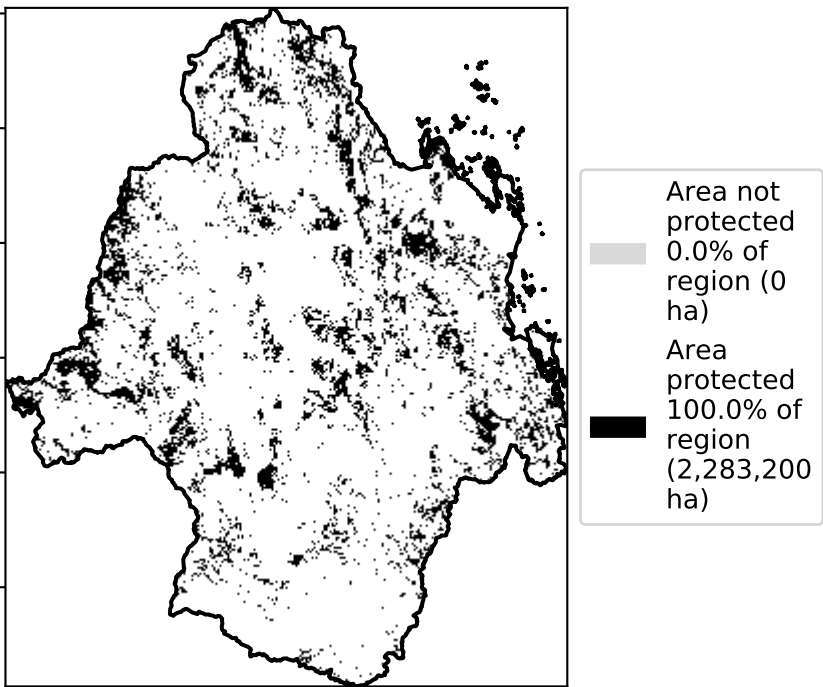 Area not
protected
0.0% of
region (0
ha)
Area
protected
100.0% of
region
(2,283,200
ha)